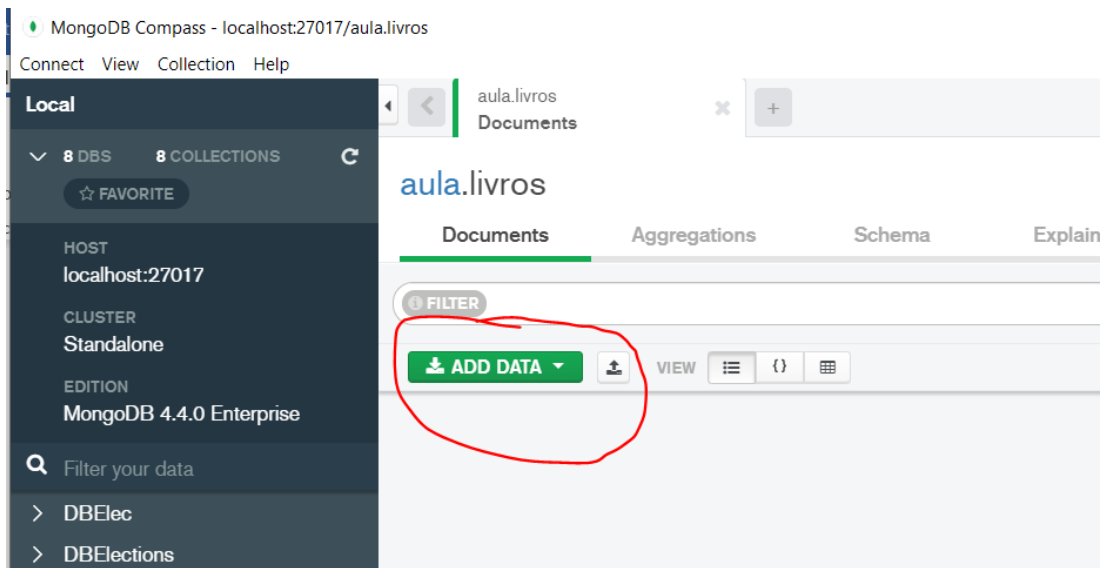 MongoDB Compass - localhost:27017/aula.livros
Connect View Collection Help
Local
8 DBS 8 COLLECTIONS
FAVORITE
HOST
localhost:27017
CLUSTER
Standalone
EDITION
MongoDB 4.4.0 Enterprise
Filter your data
DBElec
DBElections
aula.livros
Documents
aula.livros
Documents Aggregations Schema Explain
FILTER
ADD DATA VIEW {}